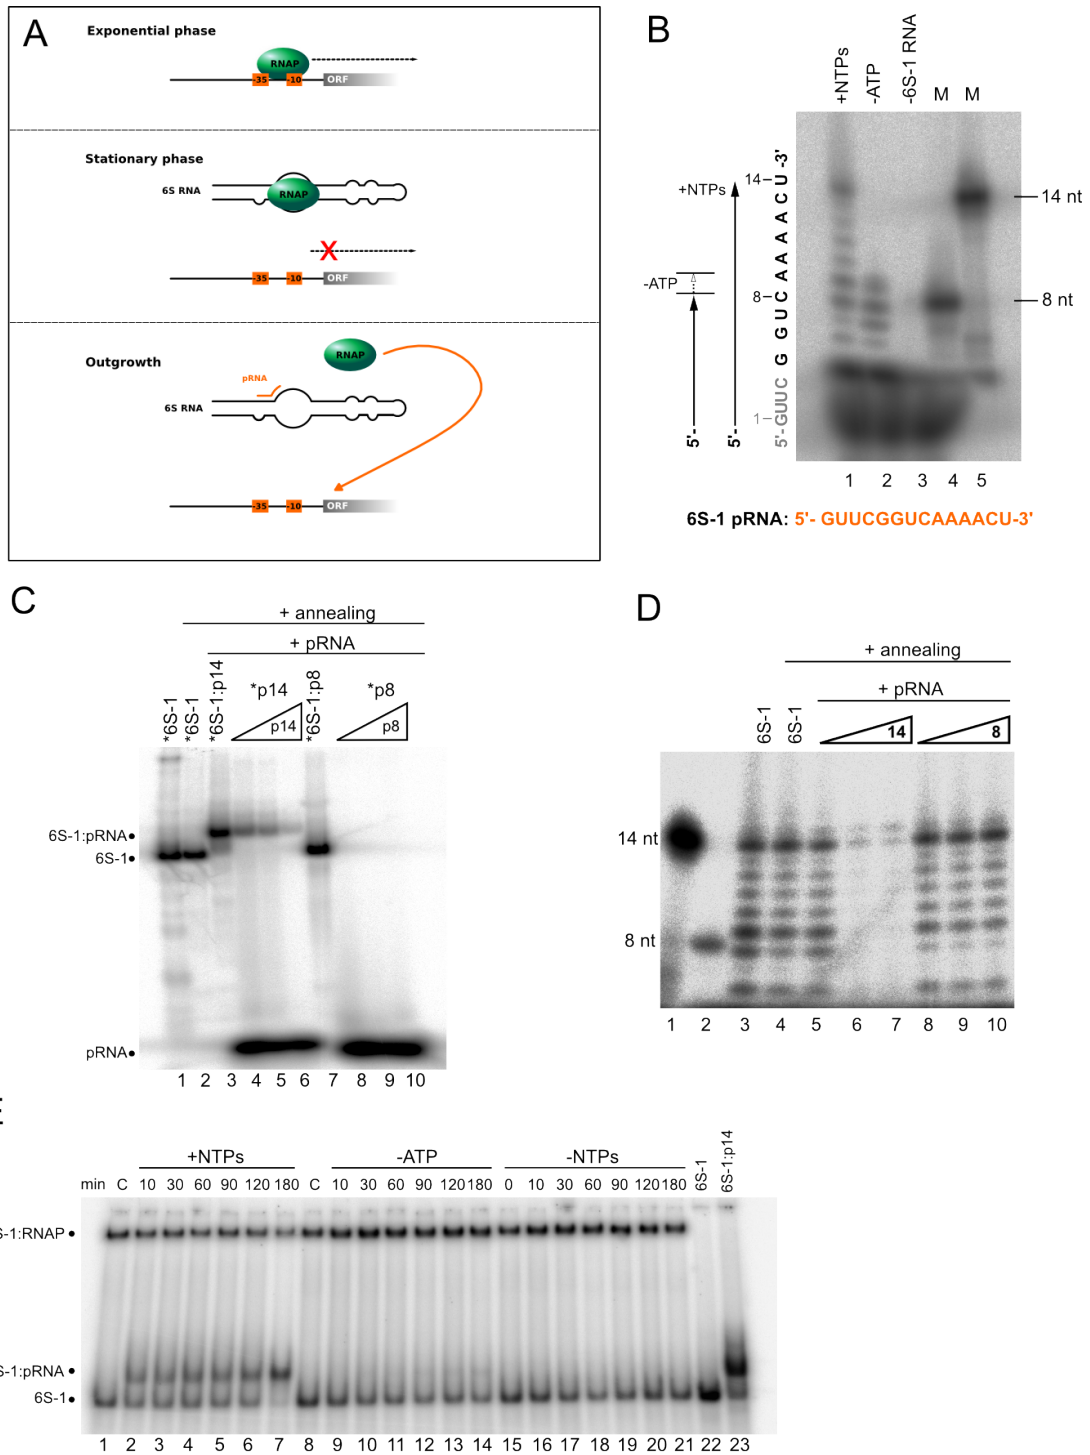 A
Exponential phase
RNAP
-35 -10 ORF
Stationary phase
6S RNA
RNAP
X
-35 -10 ORF
Outgrowth
RNAP
pRNA
6S RNA
-35 -10 ORF
B
+NTPs -ATP -6S-1 RNA M M
+NTPs
-ATP
5'-
5'-
5'-GUUC GGUCAAAACU-3'
14
8
1
14 nt
8 nt
1 2 3 4 5
6S-1 pRNA: 5'- GUUCGGUCAAAACU-3'
C
+ annealing
+ pRNA
*6S-1 *6S-1 *6S-1:p14 *p14 p14 *6S-1:p8 *p8 p8
6S-1:pRNA
6S-1
pRNA
1 2 3 4 5 6 7 8 9 10
D
+ annealing
+ pRNA
6S-1 6S-1 14 8
14 nt
8 nt
1 2 3 4 5 6 7 8 9 10
+NTPs -ATP -NTPs 6S-1 6S-1:p14
min C 10 30 60 90 120 180 C 10 30 60 90 120 180 0 10 30 60 90 120 180
S-1:RNAP
S-1:pRNA
6S-1
1 2 3 4 5 6 7 8 9 10 11 12 13 14 15 16 17 18 19 20 21 22 23